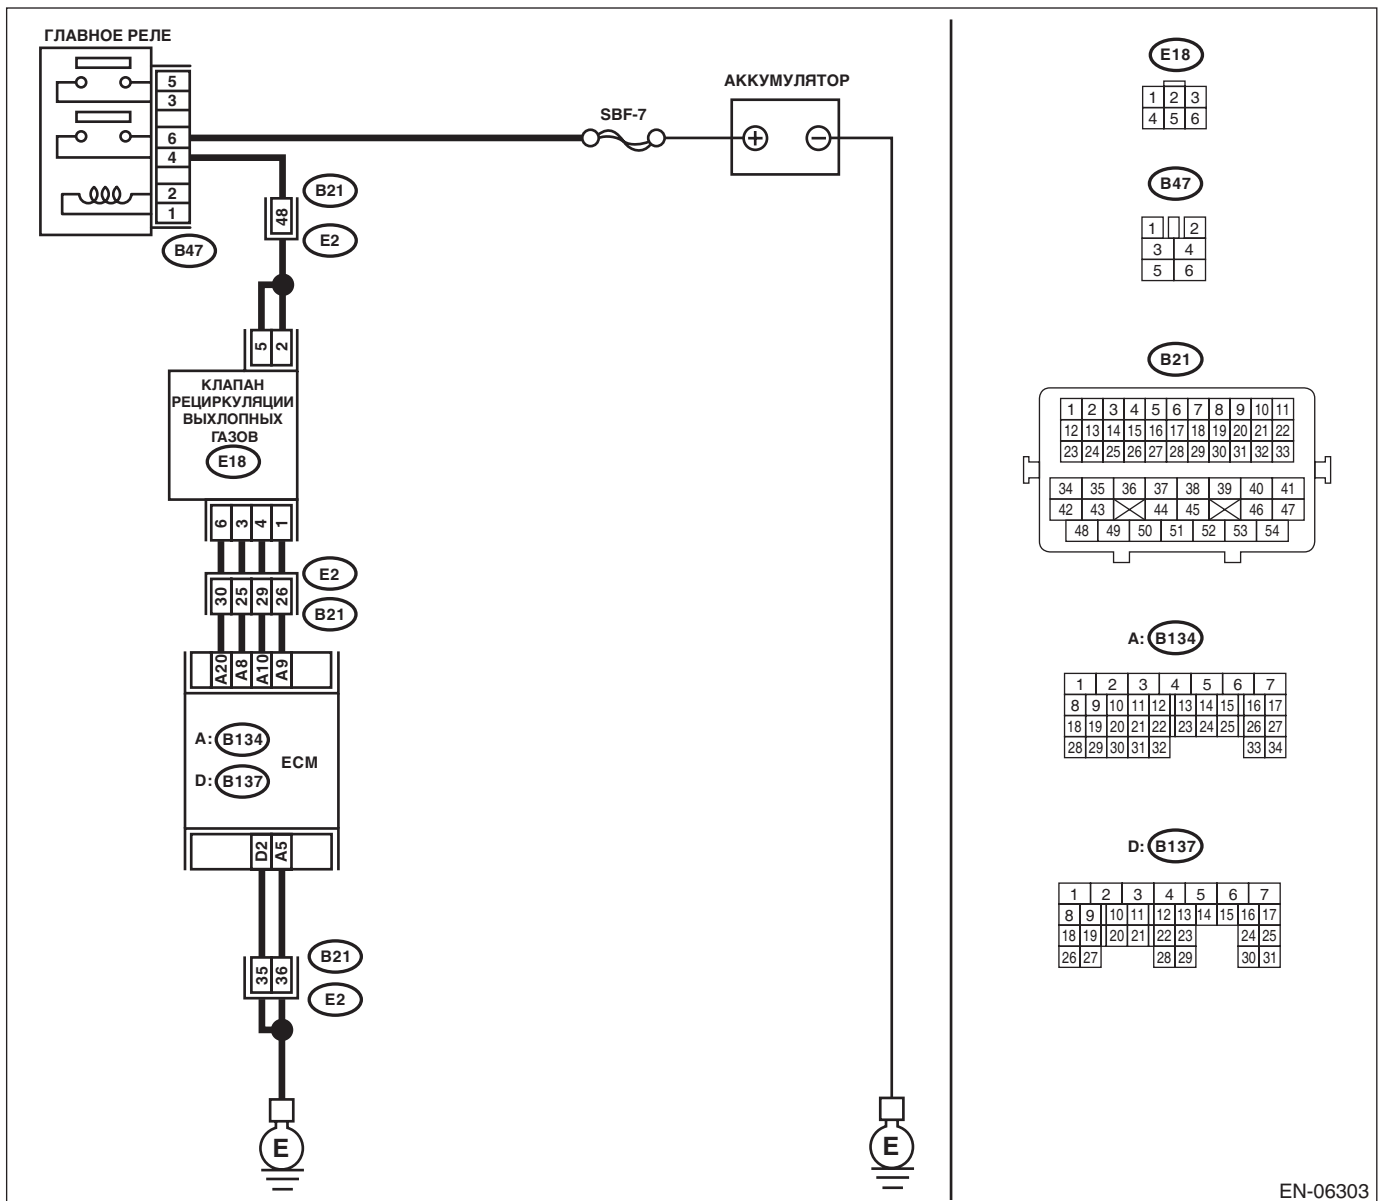 ГЛАВНОЕ РЕЛЕ
5
3
6
4
2
1
B47
SBF-7
АККУМУЛЯТОР
+ −
48
B21
E2
5 2
КЛАПАН
РЕЦИРКУЛЯЦИИ
ВЫХЛОПНЫХ
ГАЗОВ
E18
6 3 4 1
30 25 29 26
E2
B21
A20 A8 A10 A9
A: B134
ECM
D: B137
D2 A5
35 36
B21
E2
E
E
E18
1 2 3
4 5 6
B47
1 2
3 4
5 6
B21
1 2 3 4 5 6 7 8 9 10 11
12 13 14 15 16 17 18 19 20 21 22
23 24 25 26 27 28 29 30 31 32 33
34 35 36 37 38 39 40 41
42 43 44 45 46 47
48 49 50 51 52 53 54
A: B134
1 2 3 4 5 6 7
8 9 10 11 12 13 14 15 16 17
18 19 20 21 22 23 24 25 26 27
28 29 30 31 32 33 34
D: B137
1 2 3 4 5 6 7
8 9 10 11 12 13 14 15 16 17
18 19 20 21 22 23 24 25
26 27 28 29 30 31
EN-06303